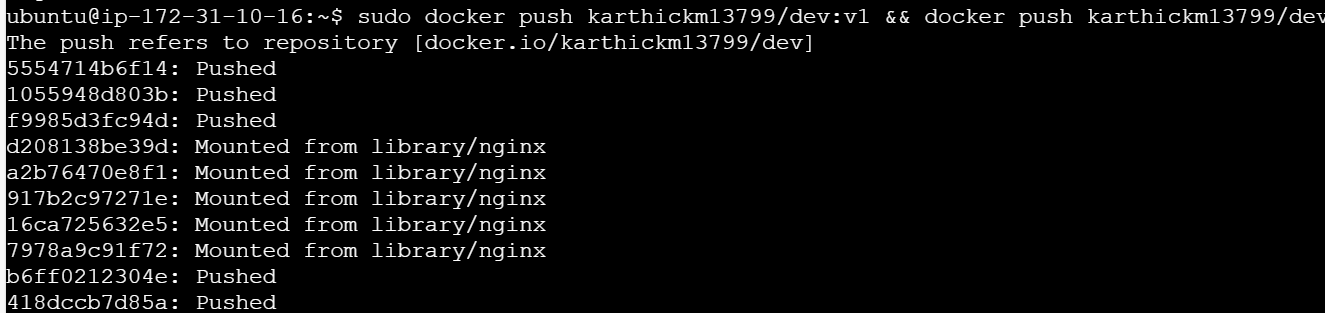 ubuntu@ip-172-31-10-16:~$ sudo docker push karthickm13799/dev:v1 && docker push karthickm13799/dev
The push refers to repository [docker.io/karthickm13799/dev]
5554714b6f14: Pushed
1055948d803b: Pushed
f9985d3fc94d: Pushed
d208138be39d: Mounted from library/nginx
a2b76470e8f1: Mounted from library/nginx
917b2c97271e: Mounted from library/nginx
16ca725632e5: Mounted from library/nginx
7978a9c91f72: Mounted from library/nginx
b6ff0212304e: Pushed
418dccb7d85a: Pushed